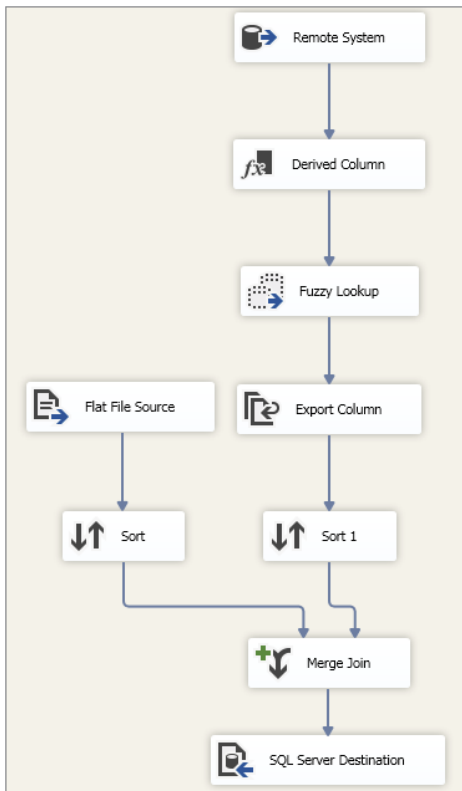 Remote System
fx
Derived Column
Fuzzy Lookup
Flat File Source
Export Column
Sort
Sort 1
Merge Join
SQL Server Destination